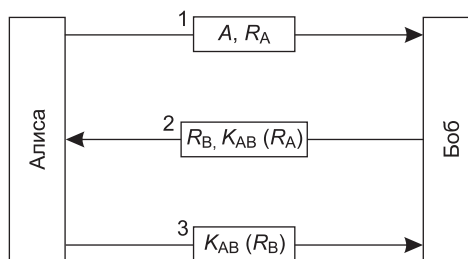 Алиса
1
A, R_A
2
R_B, K_AB (R_A)
3
K_AB (R_B)
Боб